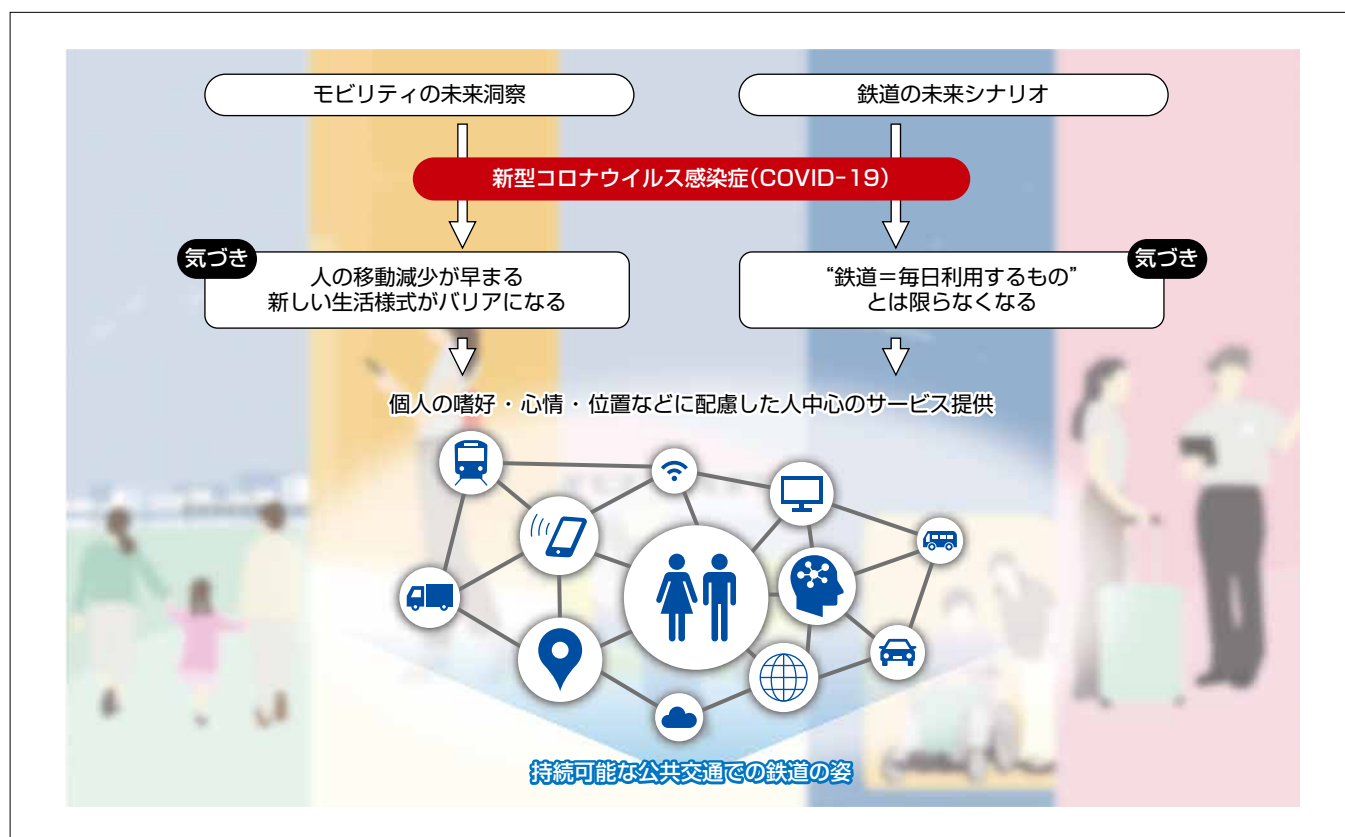 モビリティの未来洞察
鉄道の未来シナリオ
新型コロナウイルス感染症(COVID-19)
気づき
人の移動減少が早まる
新しい生活様式がバリアになる
気づき
“鉄道=毎日利用するもの”
とは限らなくなる
個人の嗜好・心情・位置などに配慮した人中心のサービス提供
持続可能な公共交通での鉄道の姿